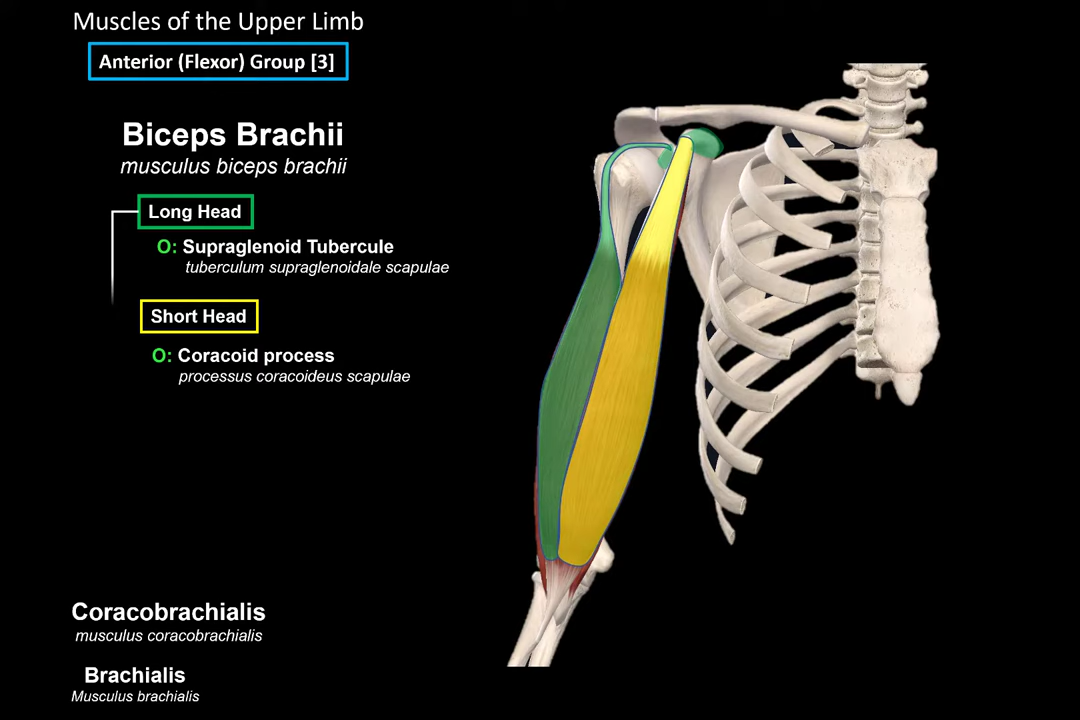 Muscles of the Upper Limb
Anterior (Flexor) Group [3]
Biceps Brachii
musculus biceps brachii
Long Head
O: Supraglenoid Tubercule
tuberculum supraglenoidale scapulae
Short Head
O: Coracoid process
processus coracoideus scapulae
Coracobrachialis
musculus coracobrachialis
Brachialis
Musculus brachialis